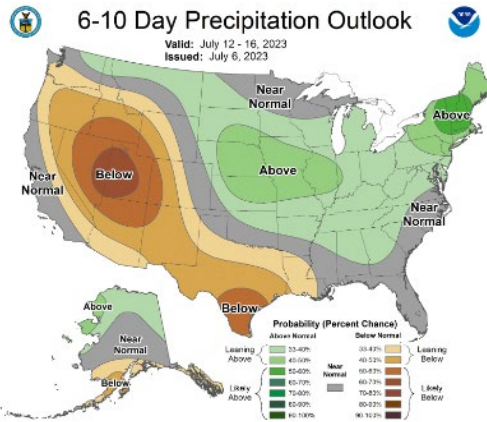 6-10 Day Precipitation Outlook
Valid: July 12 - 16, 2023
Issued: July 6, 2023
Near
Normal
Above
Near
Normal
Below
Above
Near
Normal
Below
Above
Near
Normal
Below
Probability (Percent Chance)
Above Normal
Below Normal
Leaning
Above
33-40%
40-50%
Near
Normal
33-40%
40-50%
Leaning
Below
Likely
Above
50-60%
60-70%
70-80%
80-90%
90-100%
50-60%
60-70%
70-80%
80-90%
90-100%
Likely
Below